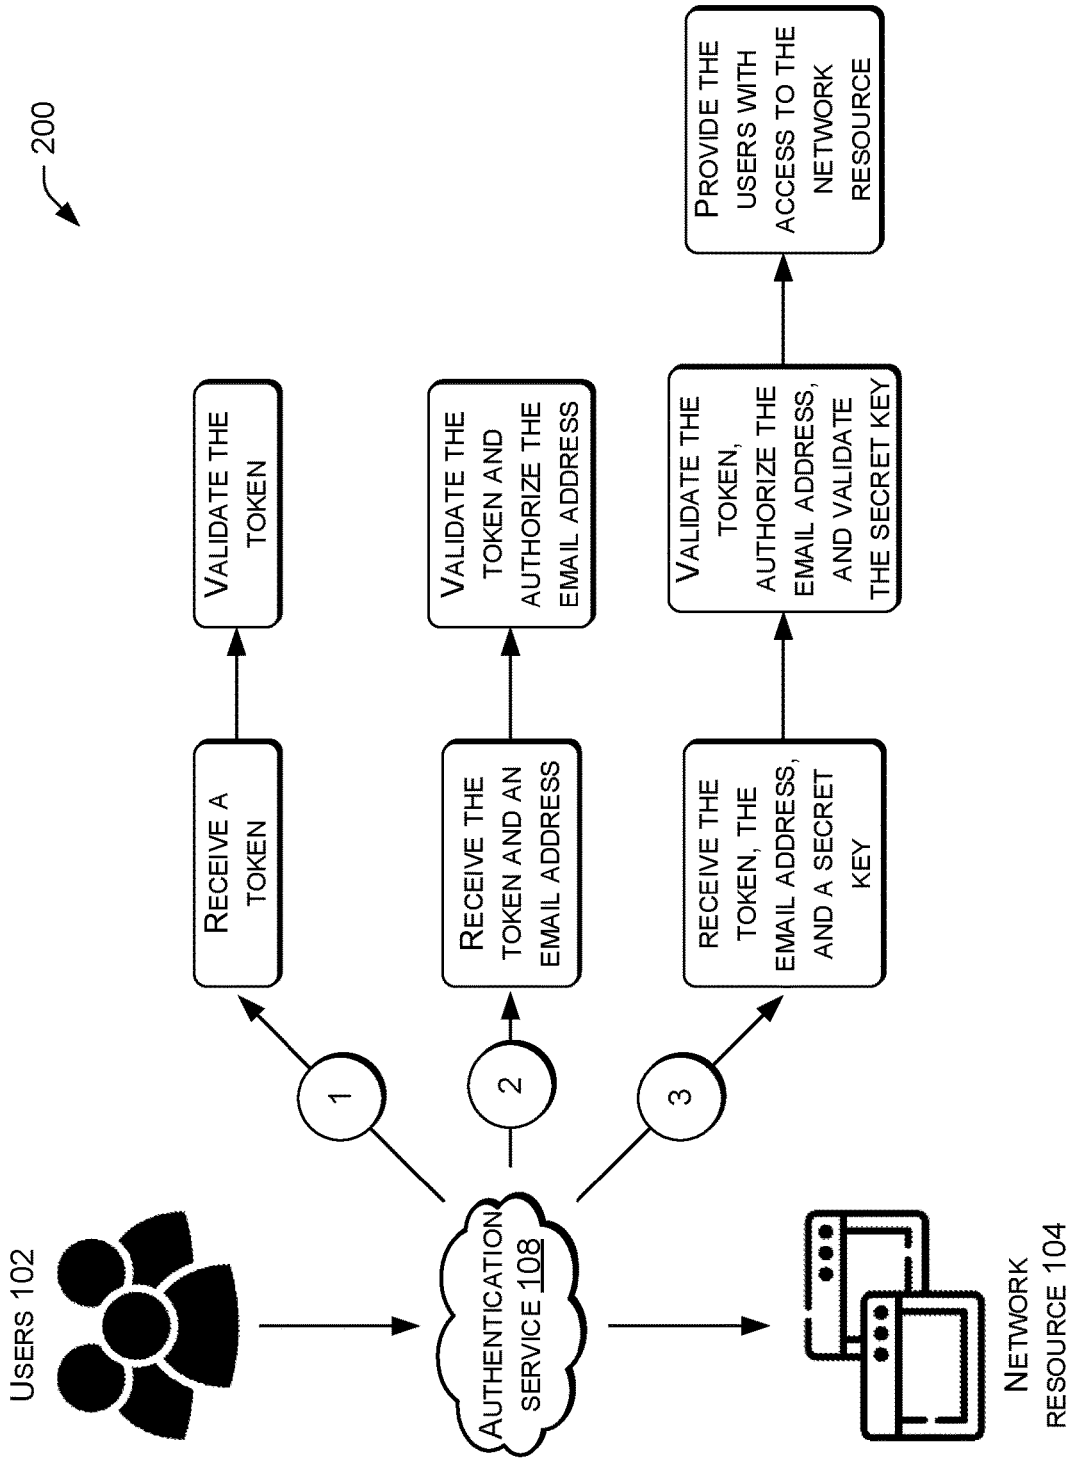 200
USERS 102
AUTHENTICATION
SERVICE 108
NETWORK
RESOURCE 104
1
RECEIVE A
TOKEN
VALIDATE THE
TOKEN
2
RECEIVE THE
TOKEN AND AN
EMAIL ADDRESS
VALIDATE THE
TOKEN AND
AUTHORIZE THE
EMAIL ADDRESS
3
RECEIVE THE
TOKEN, THE
EMAIL ADDRESS,
AND A SECRET
KEY
VALIDATE THE
TOKEN,
AUTHORIZE THE
EMAIL ADDRESS,
AND VALIDATE
THE SECRET KEY
PROVIDE THE
USERS WITH
ACCESS TO THE
NETWORK
RESOURCE